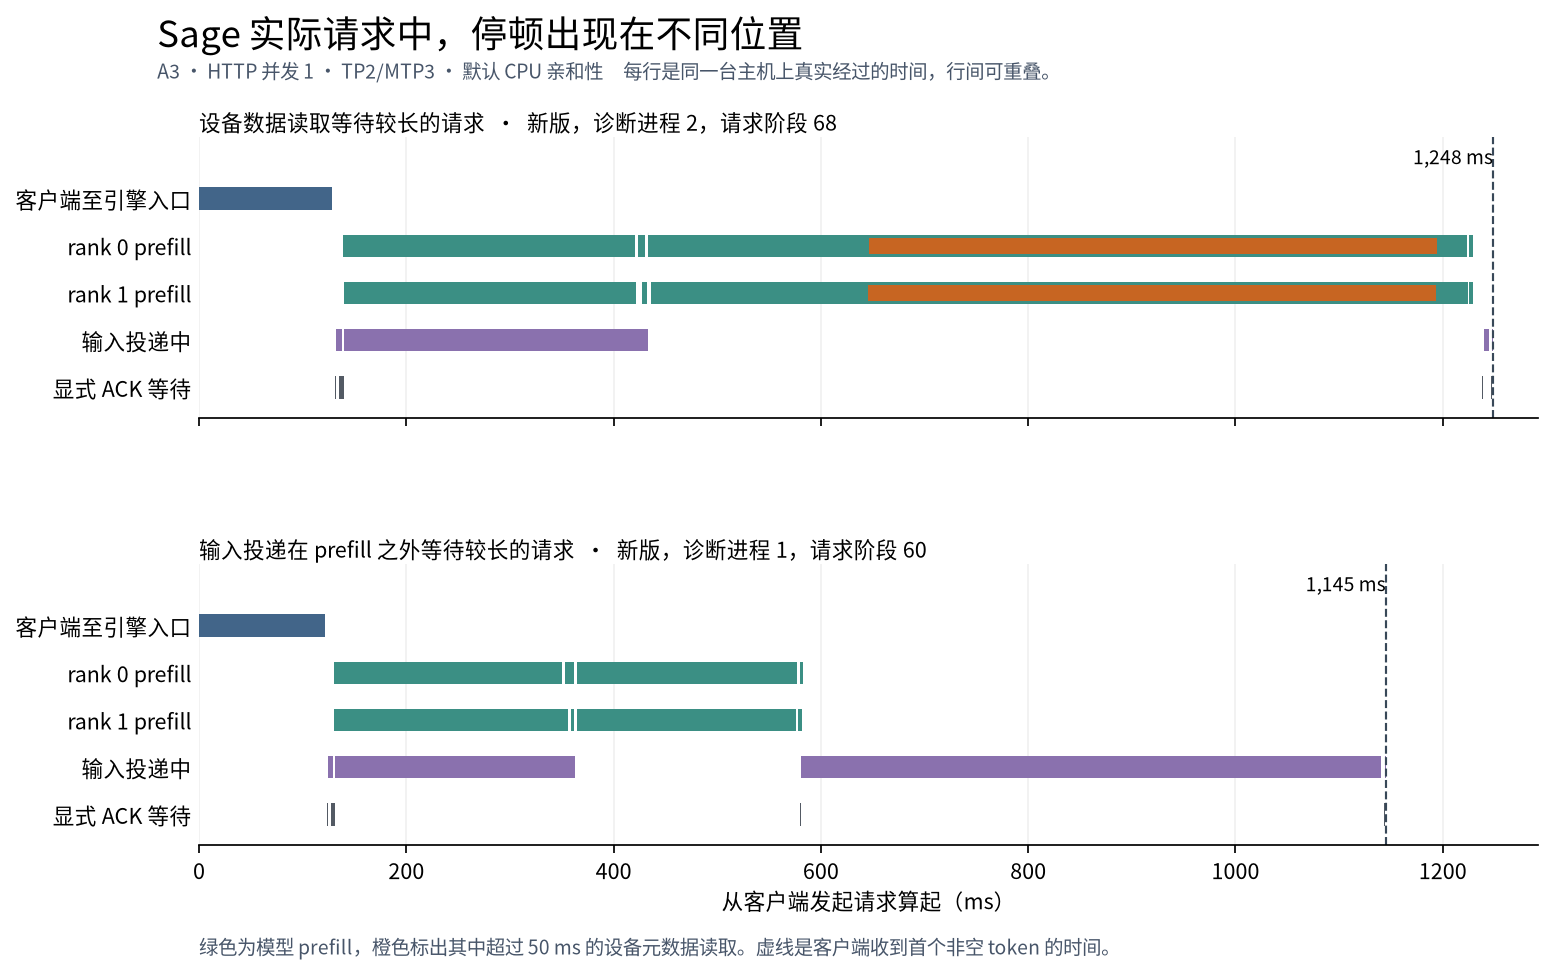 Sage 实际请求中，停顿出现在不同位置
A3 · HTTP 并发 1 · TP2/MTP3 · 默认 CPU 亲和性 每行是同一台主机上真实经过的时间，行间可重叠。
设备数据读取等待较长的请求 · 新版，诊断进程 2，请求阶段 68
1,248 ms
客户端至引擎入口
rank 0 prefill
rank 1 prefill
输入投递中
显式 ACK 等待
输入投递在 prefill 之外等待较长的请求 · 新版，诊断进程 1，请求阶段 60
1,145 ms
客户端至引擎入口
rank 0 prefill
rank 1 prefill
输入投递中
显式 ACK 等待
0 200 400 600 800 1000 1200
从客户端发起请求算起（ms）
绿色为模型 prefill，橙色标出其中超过 50 ms 的设备元数据读取。虚线是客户端收到首个非空 token 的时间。